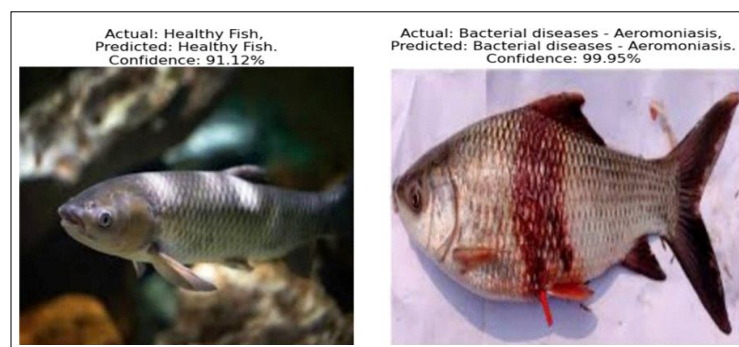 Actual: Healthy Fish,
Predicted: Healthy Fish.
Confidence: 91.12%
Actual: Bacterial diseases - Aeromoniasis,
Predicted: Bacterial diseases - Aeromoniasis.
Confidence: 99.95%